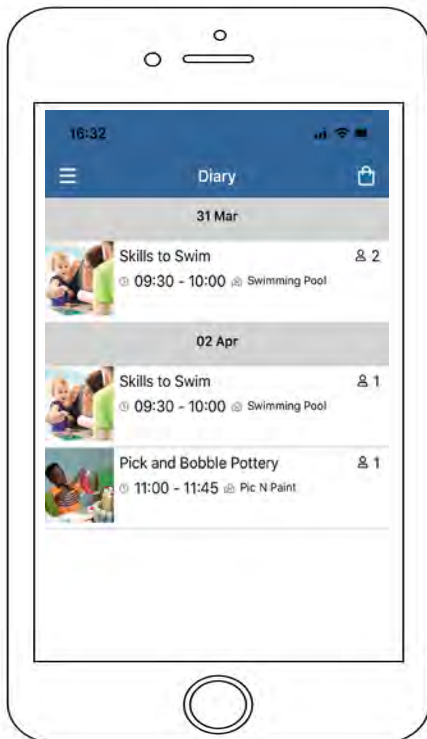 16:32
Diary
31 Mar
Skills to Swim 2
09:30 - 10:00 Swimming Pool
02 Apr
Skills to Swim 1
09:30 - 10:00 Swimming Pool
Pick and Bobble Pottery 1
11:00 - 11:45 Pic N Paint